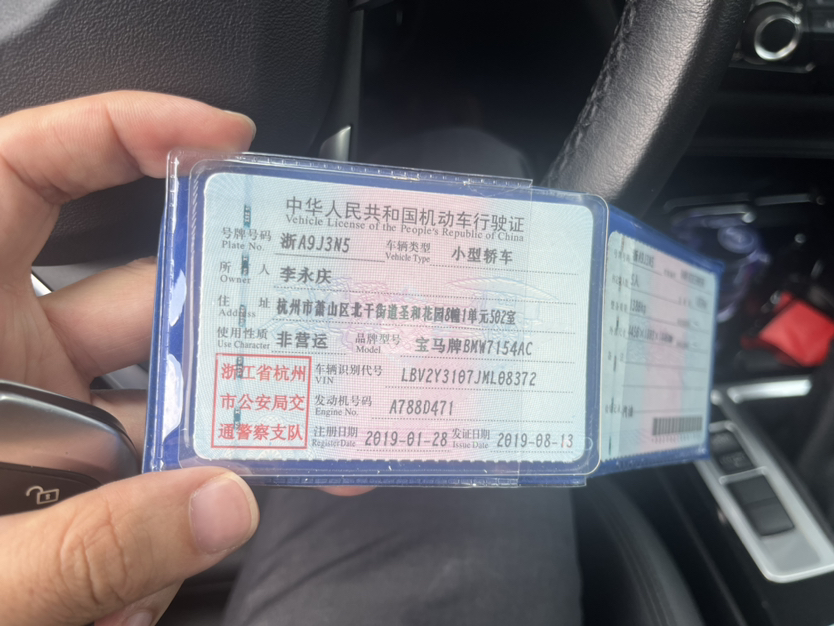 中华人民共和国机动车行驶证
Vehicle License of the People's Republic of China
号牌号码 浙A9J3N5 车辆类型 小型轿车
Plate No. Vehicle Type
所有人 李永庆
Owner
住址 杭州市萧山区北干街道圣和花园8幢1单元502室
Address
使用性质 非营运 品牌型号 宝马牌BMW7154AC
Use Character Model
浙江省杭州
市公安局交
通警察支队
车辆识别代号 LBV2Y3107JML08372
VIN
发动机号码 A788D471
Engine No.
注册日期 2019-01-28 发证日期 2019-08-13
Register Date Issue Date